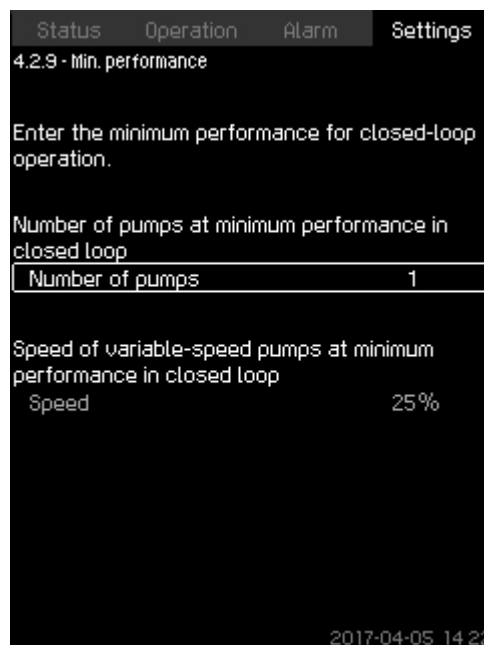 Status Operation Alarm Settings
4.2.9 - Min. performance
Enter the minimum performance for closed-loop
operation.
Number of pumps at minimum performance in
closed loop
Number of pumps 1
Speed of variable-speed pumps at minimum
performance in closed loop
Speed 25%
2017-04-05 14:22